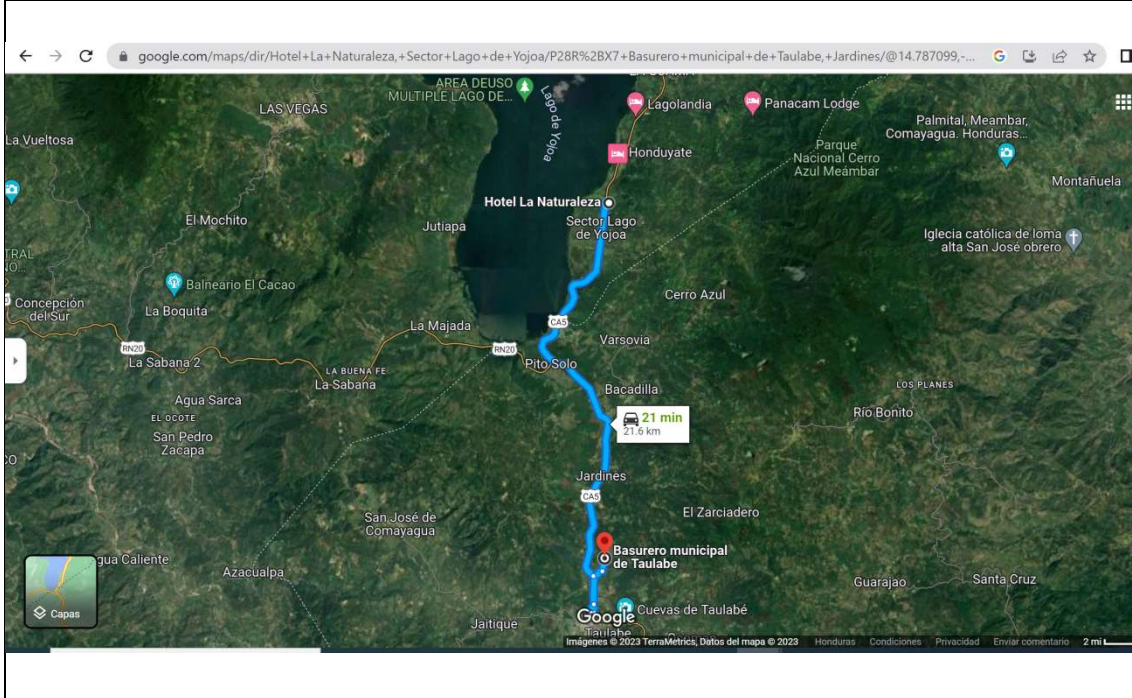 google.com/maps/dir/Hotel+La+Naturaleza,+Sector+Lago+de+Yojoa/P28R%2BX7+Basurero+municipal+de+Taulabe,+Jardines/@14.787099,-...
AREA DEUSO
MULTIPLE LAGO DE...
Lago de Yojoa
LAS VEGAS
Lagolandia
Panacam Lodge
Palmital, Meambar,
Comayagua. Honduras...
La Vueltosa
Honduyate
Parque
Nacional Cerro
Azul Meámbar
Montañuela
Hotel La Naturaleza
El Mochito
Jutiapa
Sector Lago
de Yojoa
Iglecia católica de loma
alta San José obrero
Balneario El Cacao
Concepción
del Sur
La Boquita
Cerro Azul
La Majada
CA5
Varsovia
RN20
RN20
La Sabana 2
Pito Solo
LA BUENA FE
La Sabana
Bacadilla
LOS PLANES
Agua Sarca
EL OCOTE
21 min
21.6 km
Río Bonito
San Pedro
Zacapa
Jardines
CA5
El Zarciadero
San José de
Comayagua
Basurero municipal
de Taulabe
gua Caliente
Azacualpa
Guarajao
Santa Cruz
Capas
Cuevas de Taulabé
Google
Jaitique
Taulabe
Imágenes © 2023 TerraMetrics, Datos del mapa © 2023 Honduras Condiciones Privacidad Enviar comentario 2 mi